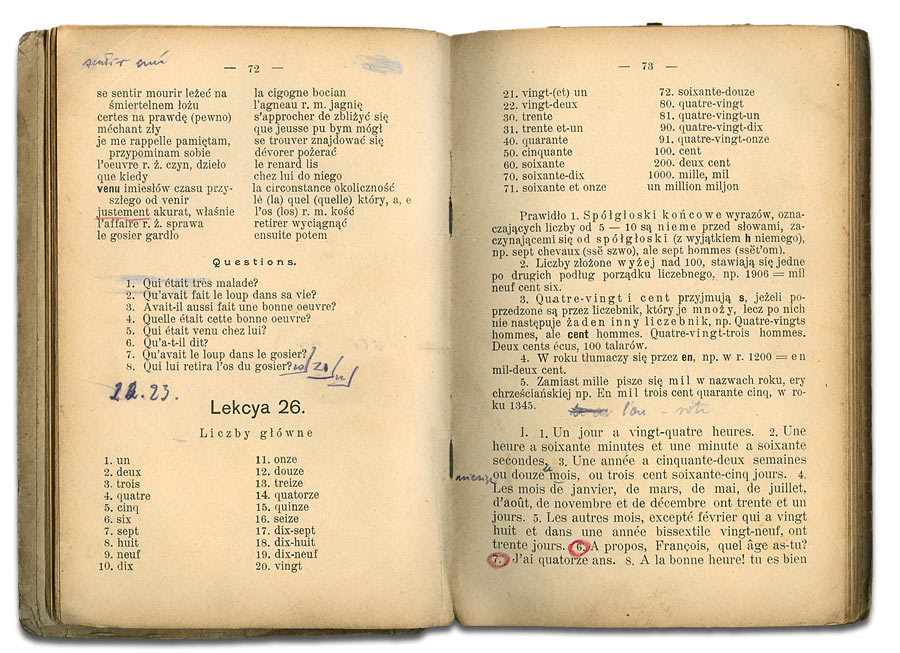 — 72 —
se sentir mourir leżeć na
śmiertelnem łożu
certes na prawdę (pewno)
méchant zły
je me rappelle pamiętam,
przypominam sobie
l'oeuvre r. ż. czyn, dzieło
que kiedy
venu imiesłów czasu przy-
szłego od venir
justement akurat, właśnie
l'affaire r. ż. sprawa
le gosier gardło
la cigogne bocian
l'agneau r. m. jagnię
s'approcher de zbliżyć się
que jeusse pu bym mógł
se trouver znajdować się
dévorer pożerać
le renard lis
chez lui do niego
la circonstance okoliczność
lė (la) quel (quelle) który, a, e
l'os (los) r. m. kość
retirer wyciągnąć
ensuite potem
Questions.
1. Qui était très malade?
2. Qu'avait fait le loup dans sa vie?
3. Avait-il aussi fait une bonne oeuvre?
4. Quelle était cette bonne oeuvre?
5. Qui était venu chez lui?
6. Qu'a-t-il dit?
7. Qu'avait le loup dans le gosier?
8. Qui lui retira l'os du gosier?
22. 23.
Lekcya 26.
Liczby główne
1. un
2. deux
3. trois
4. quatre
5. cinq
6. six
7. sept
8. huit
9. neuf
10. dix
11. onze
12. douze
13. treize
14. quatorze
15. quinze
16. seize
17. dix-sept
18. dix-huit
19. dix-neuf
20. vingt
— 73 —
21. vingt-(et) un
22. vingt-deux
30. trente
31. trente et-un
40. quarante
50. cinquante
60. soixante
70. soixante-dix
71. soixante et onze
72. soixante-douze
80. quatre-vingt
81. quatre-vingt-un
90. quatre-vingt-dix
91. quatre-vingt-onze
100. cent
200. deux cent
1000. mille, mil
un million miljon
Prawidło 1. Spółgłoski końcowe wyrazów, ozna-
czających liczby od 5 — 10 są nieme przed słowami, za-
czynającemi się od spółgłoski (z wyjątkiem h niemego),
np. sept chevaux (ssĕ szwo), ale sept hommes (ssĕt'om).
2. Liczby złożone wyżej nad 100, stawiają się jedne
po drugich podług porządku liczebnego, np. 1906 = mil
neuf cent six.
3. Quatre-vingt i cent przyjmują s, jeżeli po-
przedzone są przez liczebnik, który je mnoży, lecz po nich
nie następuje żaden inny liczebnik, np. Quatre-vingts
hommes, ale cent hommes. Quatre-vingt-trois hommes.
Deux cents écus, 100 talarów.
4. W roku tłumaczy się przez en, np. w r. 1200 = en
mil-deux cent.
5. Zamiast mille pisze się mil w nazwach roku, ery
chrześciańskiej np. En mil trois cent quarante cinq, w ro-
ku 1345.
I. 1. Un jour a vingt-quatre heures. 2. Une
heure a soixante minutes et une minute a soixante
secondes. 3. Une année a cinquante-deux semaines
ou douze mois, ou trois cent soixante-cinq jours. 4.
Les mois de janvier, de mars, de mai, de juillet,
d'août, de novembre et de décembre ont trente et un
jours. 5. Les autres mois, excepté février qui a vingt
huit et dans une année bissextile vingt-neuf, ont
trente jours. 6. A propos, François, quel âge as-tu?
7. J'ai quatorze ans. 8. A la bonne heure! tu es bien